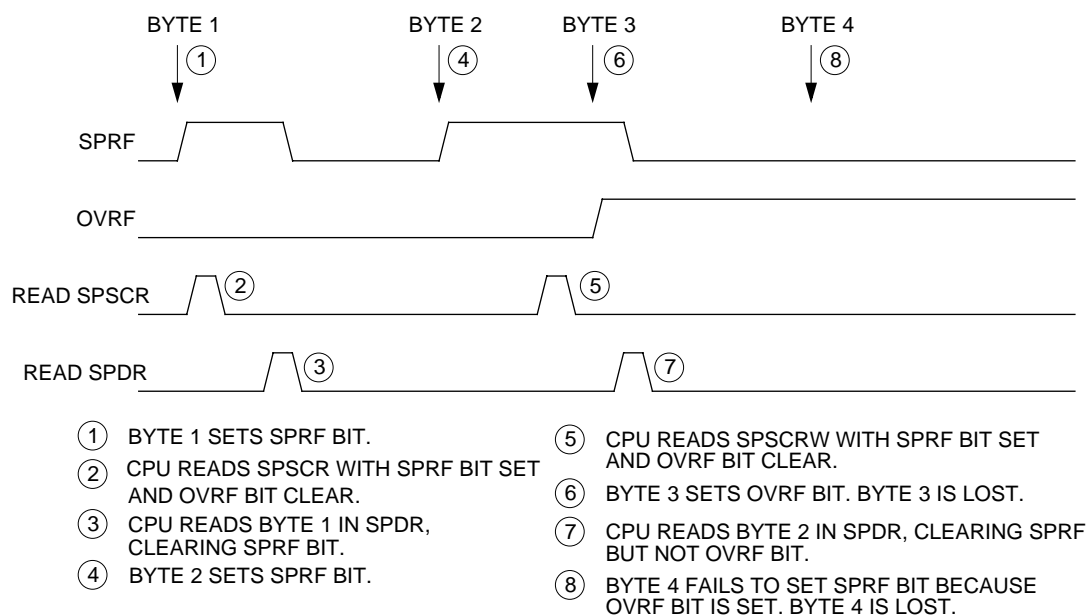 BYTE 1 BYTE 2 BYTE 3 BYTE 4
1 4 6 8
SPRF
OVRF
READ SPSCR 2 5
READ SPDR 3 7
1 BYTE 1 SETS SPRF BIT.
2 CPU READS SPSCR WITH SPRF BIT SET
AND OVRF BIT CLEAR.
3 CPU READS BYTE 1 IN SPDR,
CLEARING SPRF BIT.
4 BYTE 2 SETS SPRF BIT.
5 CPU READS SPSCRW WITH SPRF BIT SET
AND OVRF BIT CLEAR.
6 BYTE 3 SETS OVRF BIT. BYTE 3 IS LOST.
7 CPU READS BYTE 2 IN SPDR, CLEARING SPRF
BUT NOT OVRF BIT.
8 BYTE 4 FAILS TO SET SPRF BIT BECAUSE
OVRF BIT IS SET. BYTE 4 IS LOST.